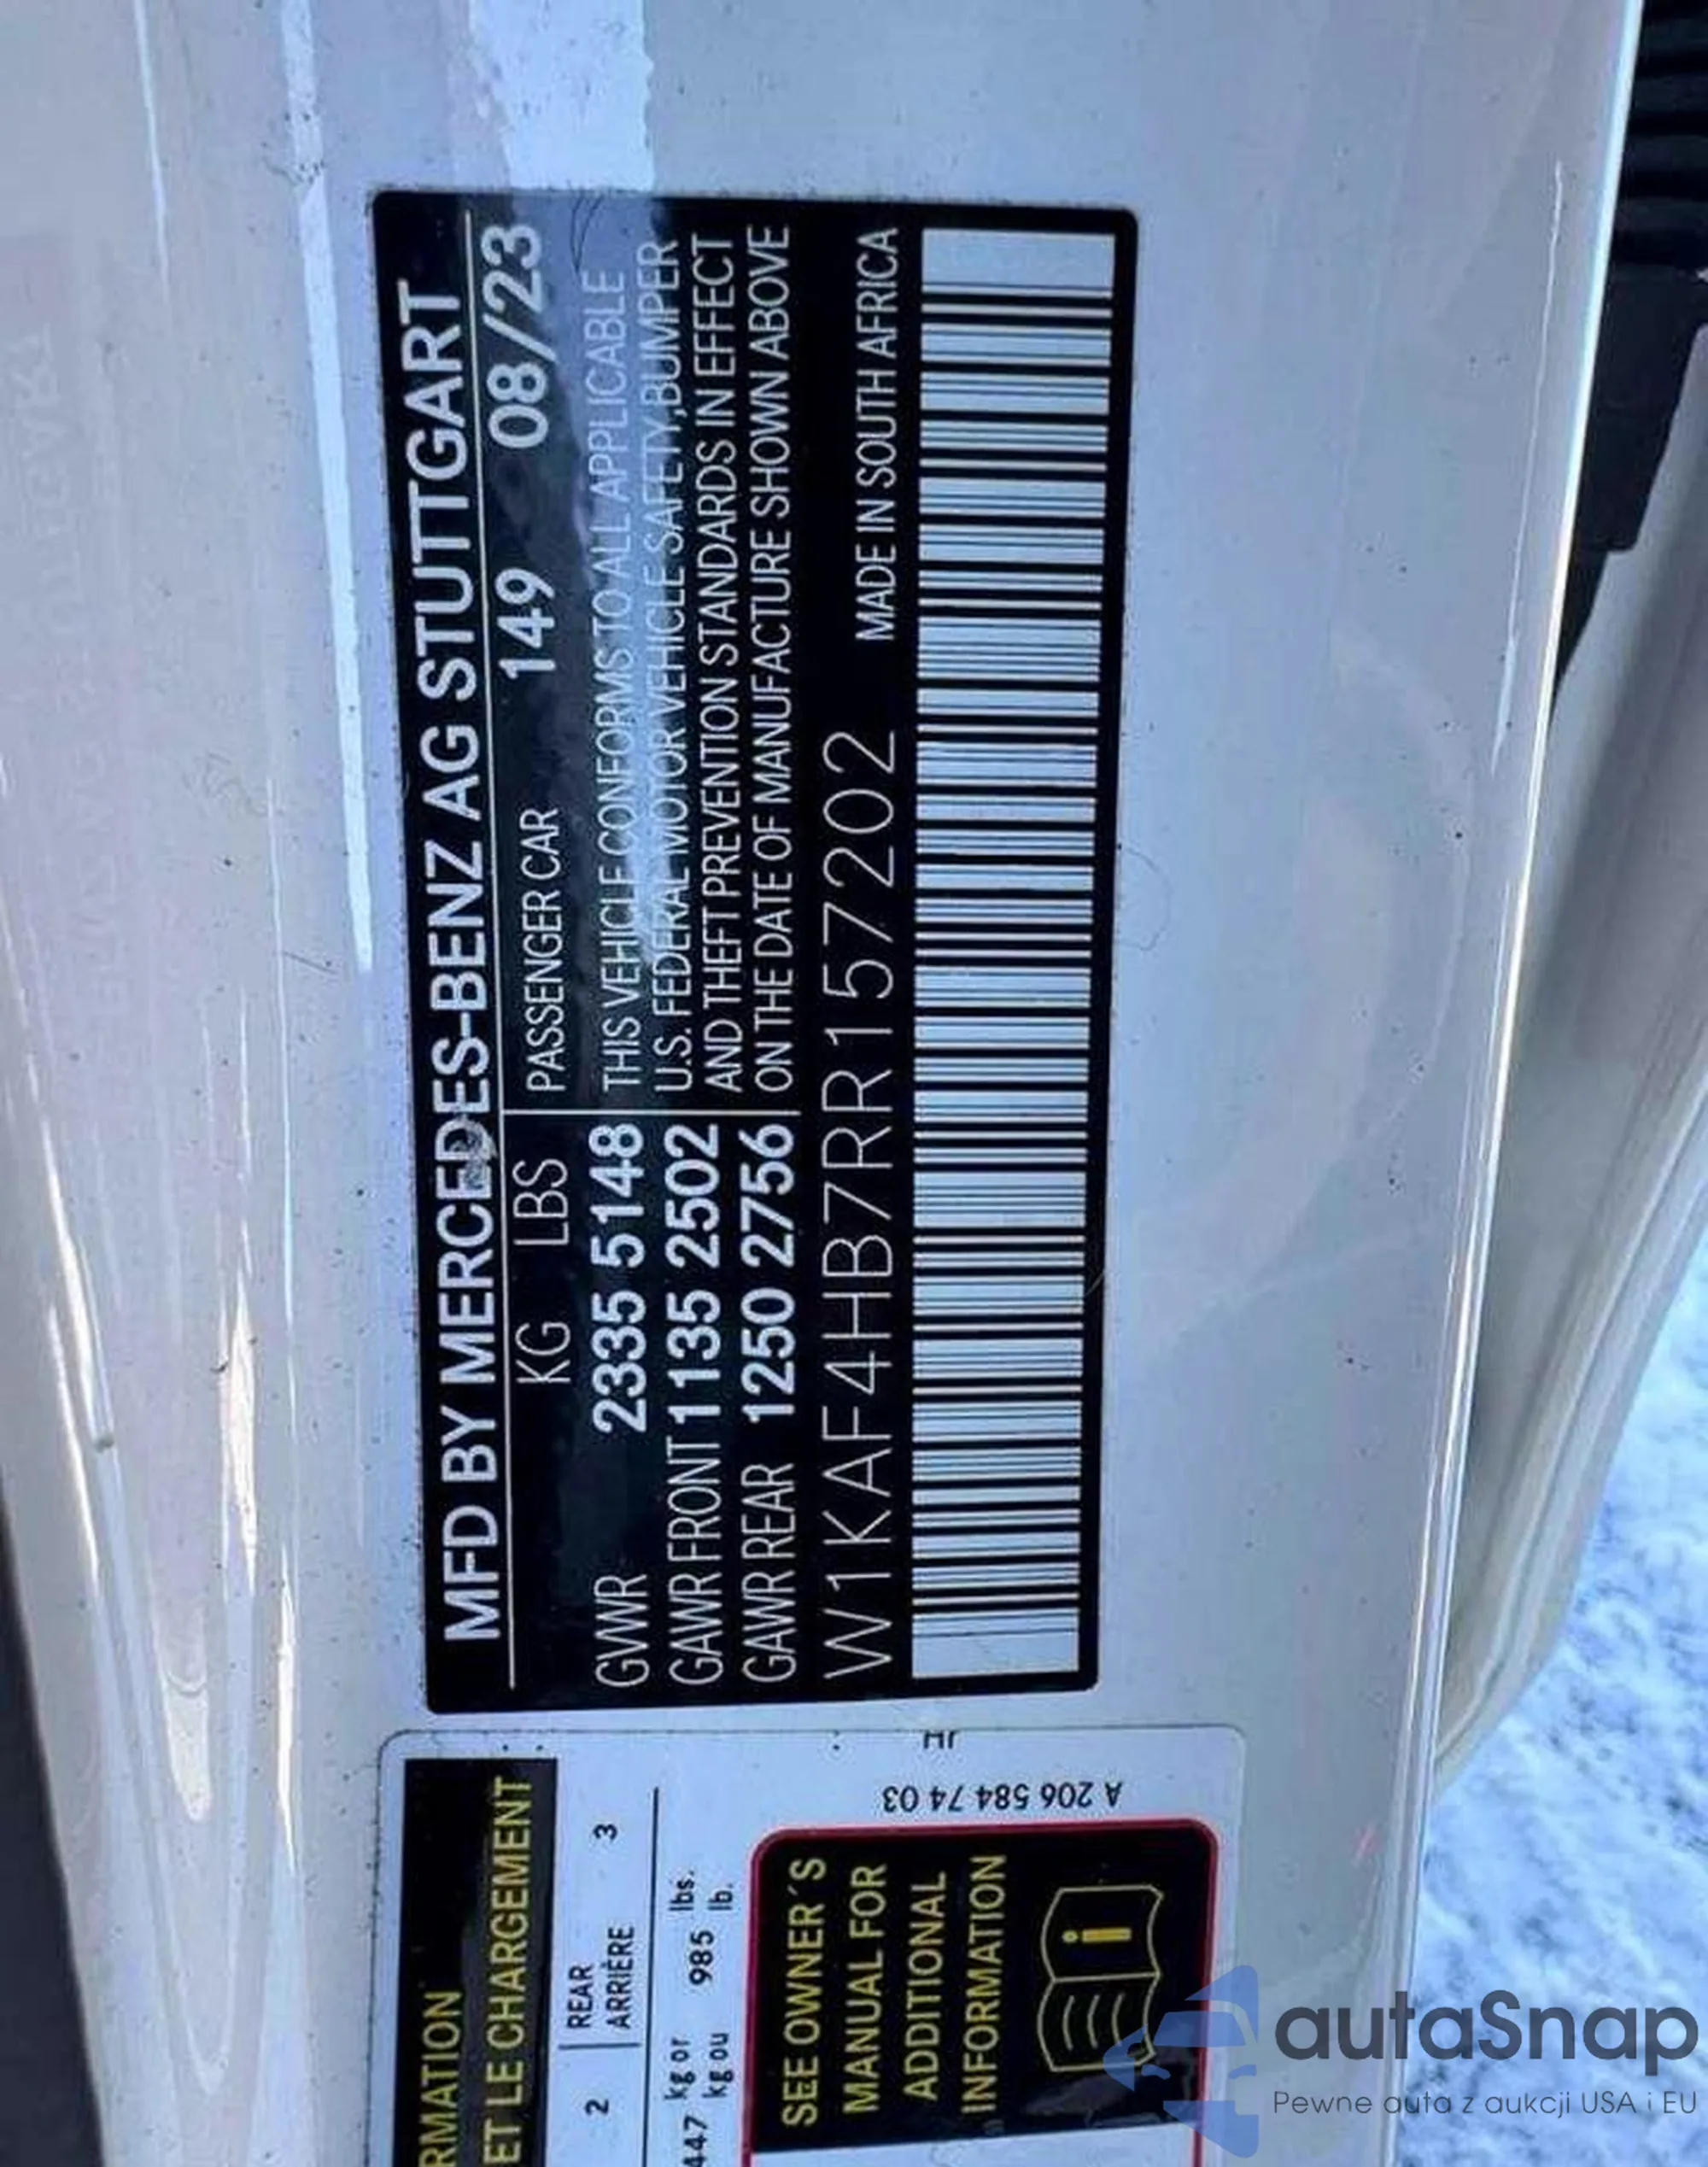 MFD BY MERCEDES-BENZ AG STUTTGART
KG LBS PASSENGER CAR 149 08/23
GVWR 2335 5148 THIS VEHICLE CONFORMS TO ALL APPLICABLE
GAWR FRONT 1135 2502 U.S. FEDERAL MOTOR VEHICLE SAFETY,BUMPER
AND THEFT PREVENTION STANDARDS IN EFFECT
GAWR REAR 1250 2756 ON THE DATE OF MANUFACTURE SHOWN ABOVE
W1KAF4HB7RR157202 MADE IN SOUTH AFRICA
RMATION
ET LE CHARGEMENT
2 REAR 3
ARRIÈRE
447 kg or 985 lbs.
kg ou lb.
SEE OWNER´S
MANUAL FOR
ADDITIONAL
INFORMATION
A 206 584 74 03
autaSnap
Pewne auta z aukcji USA i EU